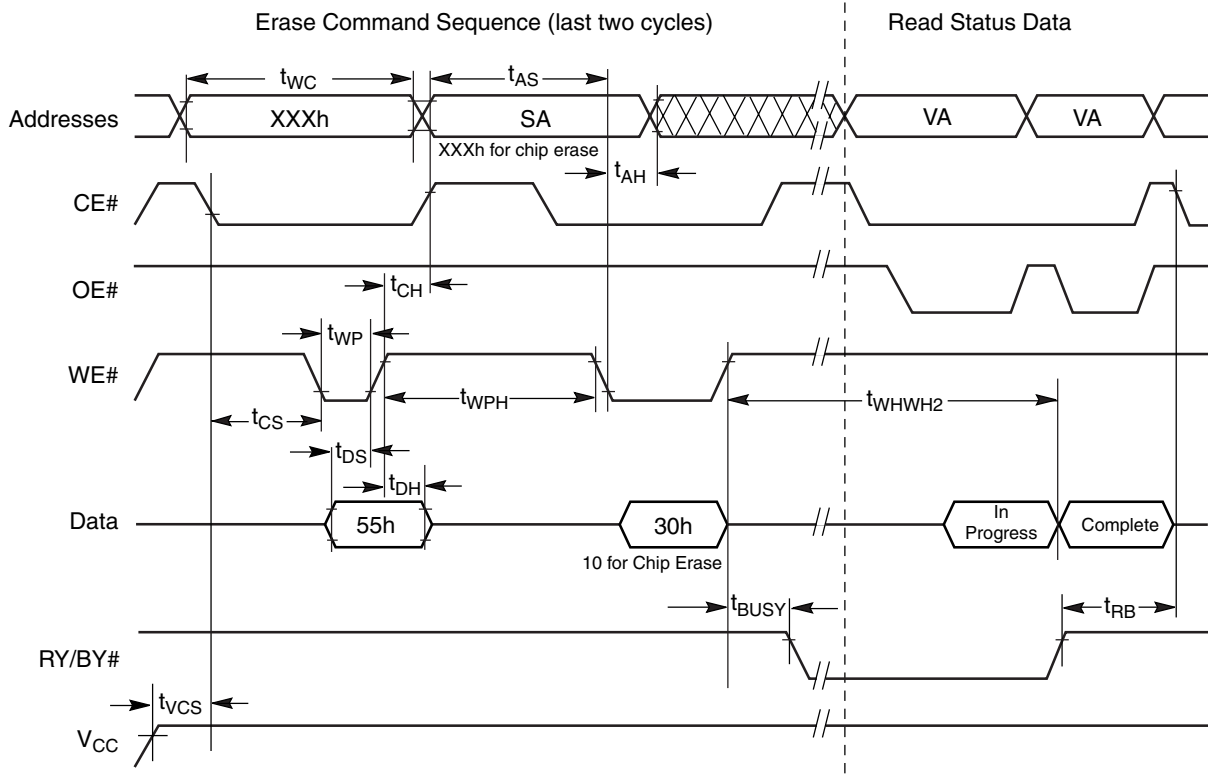 Erase Command Sequence (last two cycles)
Read Status Data
tWC
tAS
Addresses
XXXh
SA
VA
VA
XXXh for chip erase
tAH
CE#
OE#
tCH
tWP
WE#
tWPH
tWHWH2
tCS
tDS
tDH
Data
55h
30h
In
Progress
Complete
10 for Chip Erase
tBUSY
tRB
RY/BY#
tVCS
VCC